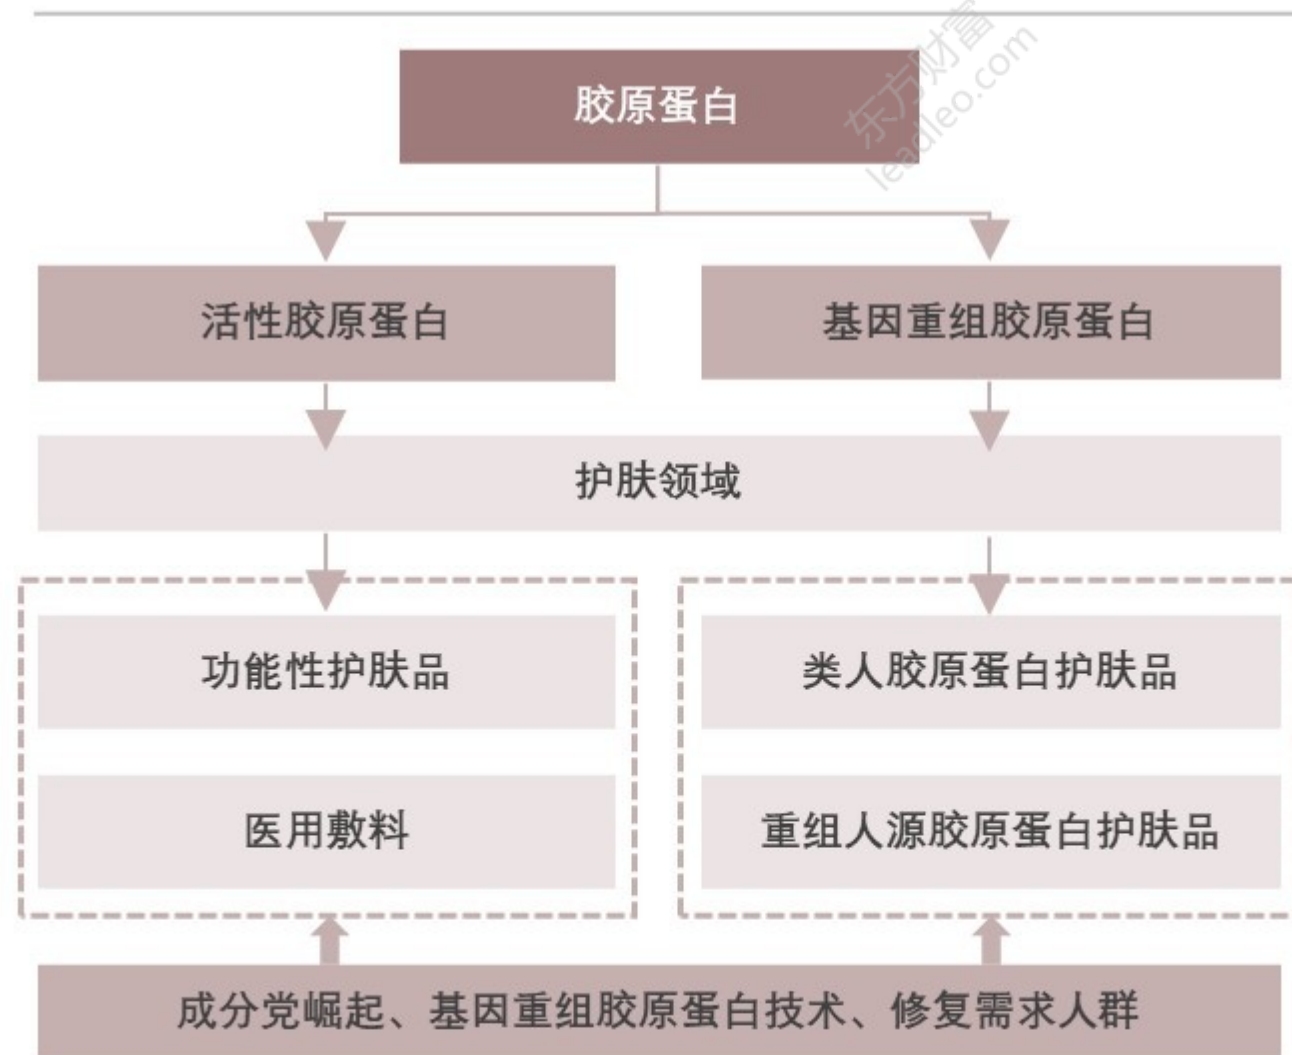 东方财富
leadleo.com
胶原蛋白
活性胶原蛋白
基因重组胶原蛋白
护肤领域
功能性护肤品
类人胶原蛋白护肤品
医用敷料
重组人源胶原蛋白护肤品
成分党崛起、基因重组胶原蛋白技术、修复需求人群